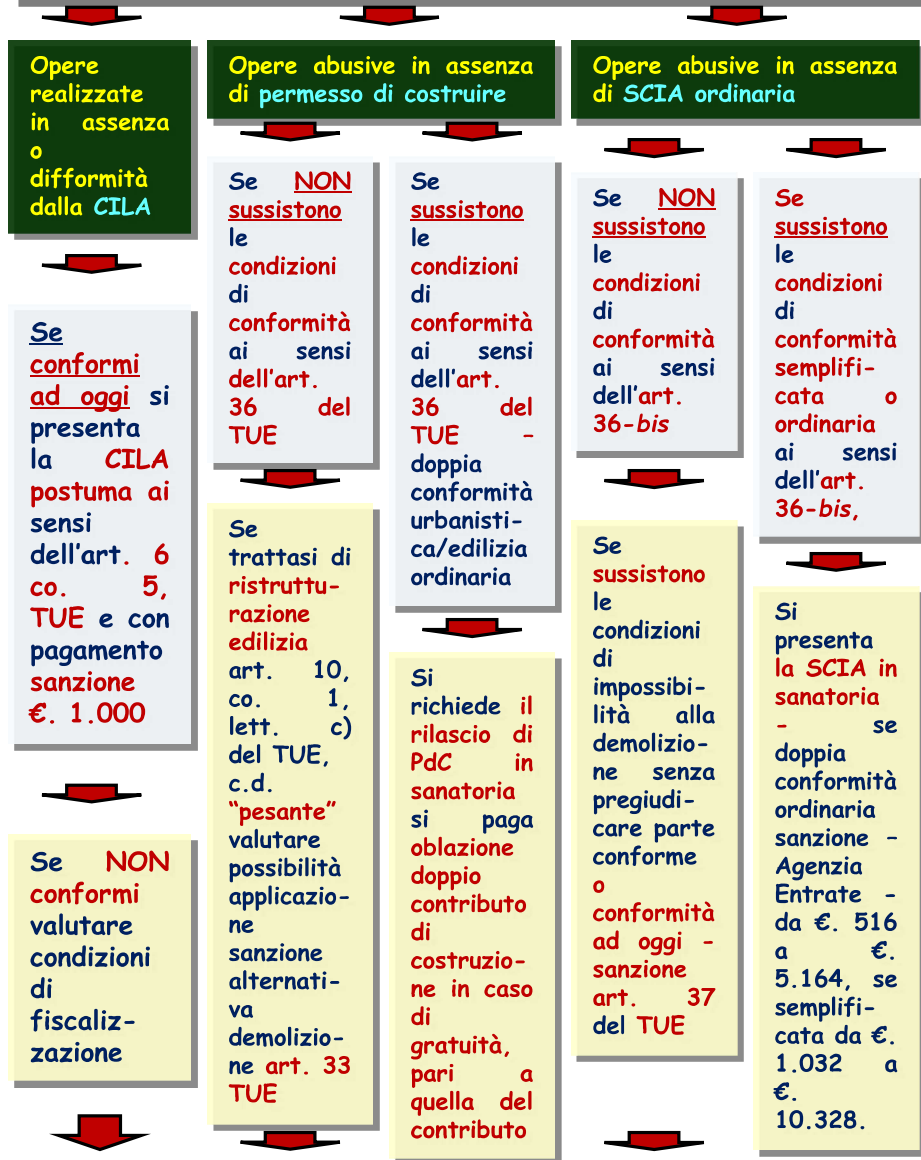 Opere
realizzate
in assenza
o
difformità
dalla CILA
Se
conformi
ad oggi si
presenta
la CILA
postuma ai
sensi
dell'art. 6
co. 5,
TUE e con
pagamento
sanzione
€. 1.000
Se NON
conformi
valutare
condizioni
di
fiscaliz-
zazione
Opere abusive in assenza
di permesso di costruire
Se NON
sussistono
le
condizioni
di
conformità
ai sensi
dell'art.
36 del
TUE
Se
trattasi di
ristruttu-
razione
edilizia
art. 10,
co. 1,
lett. c)
del TUE,
c.d.
“pesante”
valutare
possibilità
applicazio-
ne
sanzione
alternati-
va
demolizio-
ne art. 33
TUE
Se
sussistono
le
condizioni
di
conformità
ai sensi
dell'art.
36 del
TUE –
doppia
conformità
urbanisti-
ca/edilizia
ordinaria
Si
richiede il
rilascio di
PdC in
sanatoria
si paga
oblazione
doppio
contributo
di
costruzio-
ne in caso
di
gratuità,
pari a
quella del
contributo
Opere abusive in assenza
di SCIA ordinaria
Se NON
sussistono
le
condizioni
di
conformità
ai sensi
dell'art.
36-bis
Se
sussistono
le
condizioni
di
impossibi-
lità alla
demolizio-
ne senza
pregiudi-
care parte
conforme
o
conformità
ad oggi -
sanzione
art. 37
del TUE
Se
sussistono
le
condizioni
di
conformità
semplifi-
cata o
ordinaria
ai sensi
dell'art.
36-bis,
Si
presenta
la SCIA in
sanatoria
– se
doppia
conformità
ordinaria
sanzione –
Agenzia
Entrate –
da €. 516
a €.
5.164, se
semplifi-
cata da €.
1.032 a
€.
10.328.